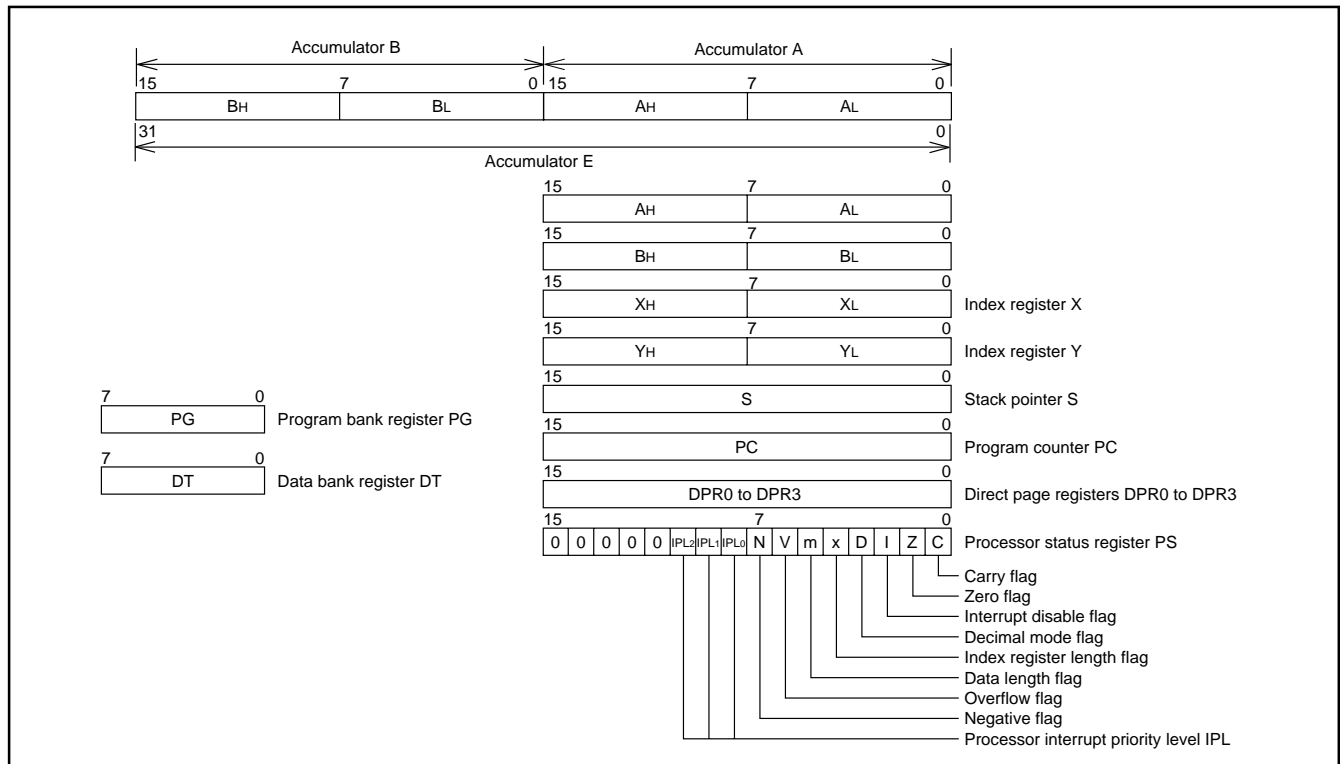 Accumulator B Accumulator A
15 7 0 15 7 0
BH BL AH AL
31 0
Accumulator E
15 7 0
AH AL
15 7 0
BH BL
15 7 0
XH XL Index register X
15 7 0
YH YL Index register Y
15 0
S Stack pointer S
7 0
PG Program bank register PG
15 0
PC Program counter PC
7 0
DT Data bank register DT
15 0
DPR0 to DPR3 Direct page registers DPR0 to DPR3
15 7 0
0 0 0 0 0 IPL2 IPL1 IPL0 N V m x D I Z C Processor status register PS
Carry flag
Zero flag
Interrupt disable flag
Decimal mode flag
Index register length flag
Data length flag
Overflow flag
Negative flag
Processor interrupt priority level IPL